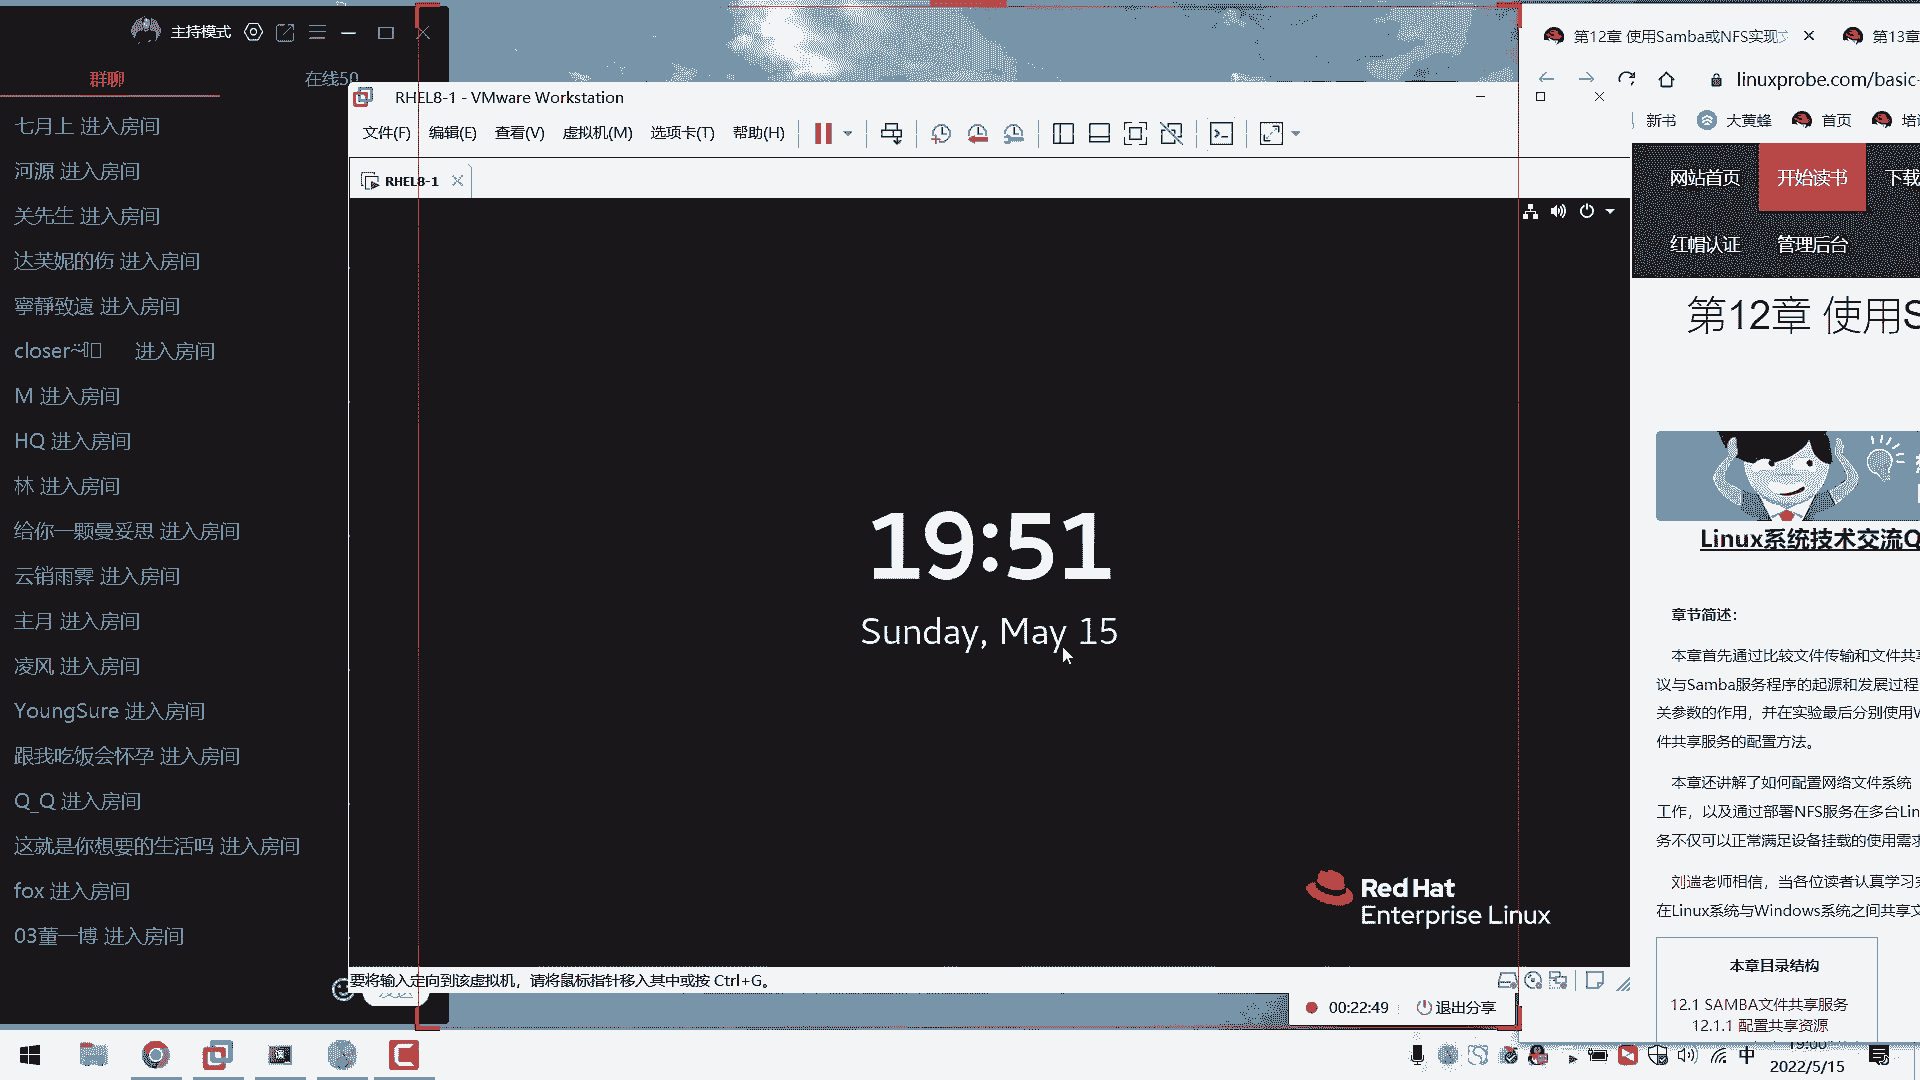 主持模式
群聊
在线50
七月上 进入房间
河源 进入房间
关先生 进入房间
达芙妮的伤 进入房间
寧靜致遠 进入房间
closer
进入房间
M 进入房间
HQ 进入房间
林 进入房间
给你一颗曼妥思 进入房间
云销雨霁 进入房间
主月 进入房间
凌风 进入房间
YoungSure 进入房间
跟我吃饭会怀孕 进入房间
Q_Q 进入房间
这就是你想要的生活吗 进入房间
fox 进入房间
03董一博 进入房间
RHEL8-1 - VMware Workstation
文件(F) 编辑(E) 查看(V) 虚拟机(M) 选项卡(T) 帮助(H)
RHEL8-1
19:51
Sunday, May 15
Red Hat
Enterprise Linux
要将输入定向到该虚拟机，请将鼠标指针移入其中或按 Ctrl+G。
00:22:49 退出分享
第12章 使用Samba或NFS实现文
第13章
linuxprobe.com/basic-
新书 大黄蜂 首页 培训
网站首页 开始读书 下载
红帽认证 管理后台
第12章 使用S
Linux系统技术交流Q
章节简述：
本章首先通过比较文件传输和文件共享
议与Samba服务程序的起源和发展过程
关参数的作用，并在实验最后分别使用W
件共享服务的配置方法。
本章还讲解了如何配置网络文件系统
工作，以及通过部署NFS服务在多台Lin
务不仅可以正常满足设备挂载的使用需求
刘遄老师相信，当各位读者认真学习完
在Linux系统与Windows系统之间共享文
本章目录结构
12.1 SAMBA文件共享服务
12.1.1 配置共享资源
中
19:00
2022/5/15